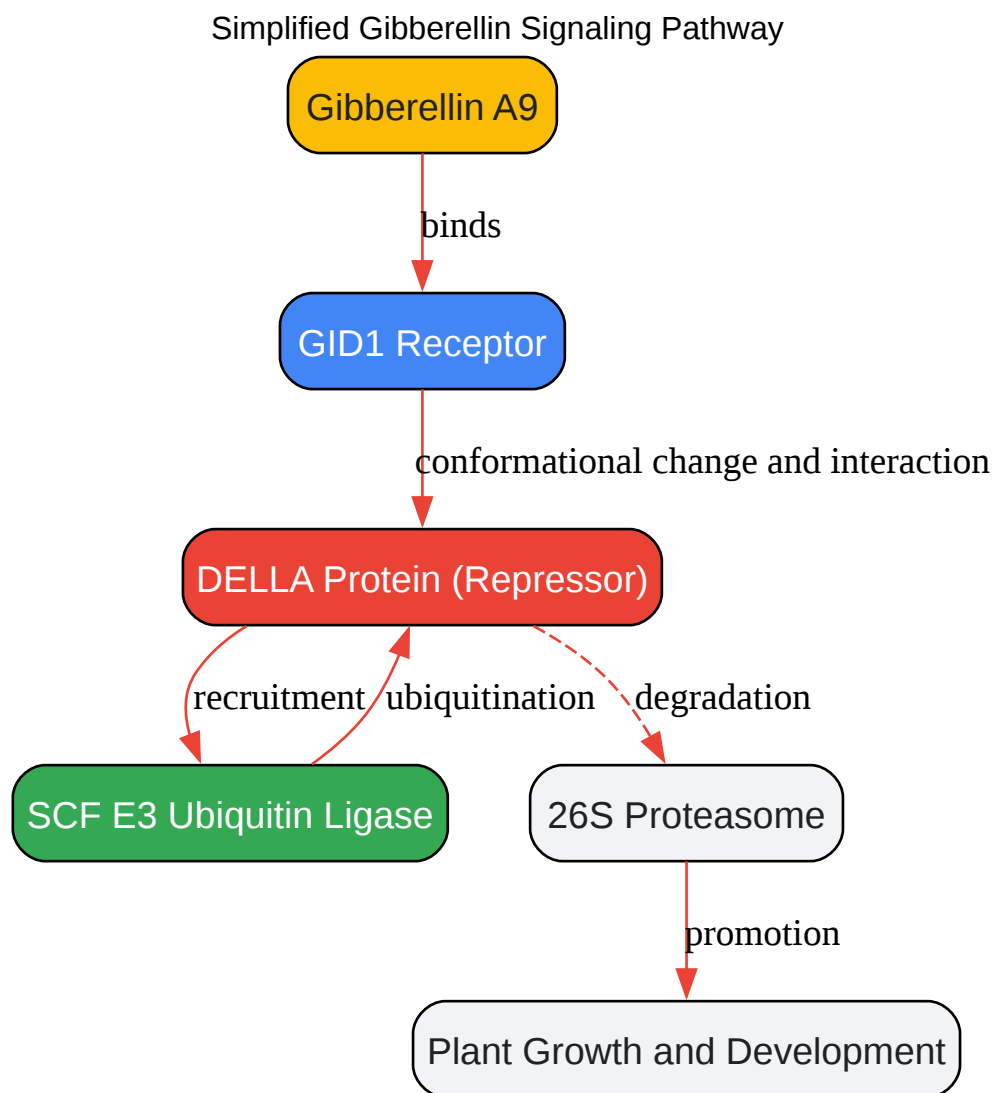 Simplified Gibberellin Signaling Pathway
Gibberellin A9
binds
GID1 Receptor
conformational change and interaction
DELLA Protein (Repressor)
recruitment
ubiquitination
degradation
SCF E3 Ubiquitin Ligase
26S Proteasome
promotion
Plant Growth and Development